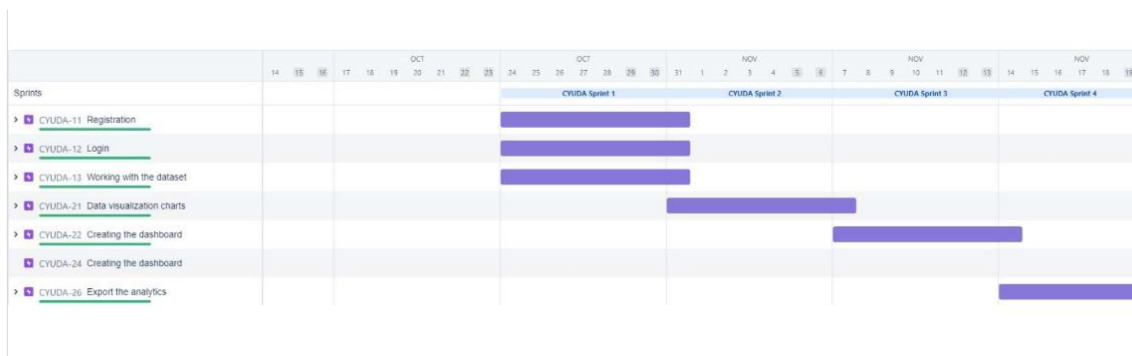 OCT OCT NOV NOV NOV
14 15 16 17 18 19 20 21 22 23 24 25 26 27 28 29 30 31 1 2 3 4 5 6 7 8 9 10 11 12 13 14 15 16 17 18 19
Sprints CYUDA Sprint 1 CYUDA Sprint 2 CYUDA Sprint 3 CYUDA Sprint 4
CYUDA-11 Registration
CYUDA-12 Login
CYUDA-13 Working with the dataset
CYUDA-21 Data visualization charts
CYUDA-22 Creating the dashboard
CYUDA-24 Creating the dashboard
CYUDA-26 Export the analytics